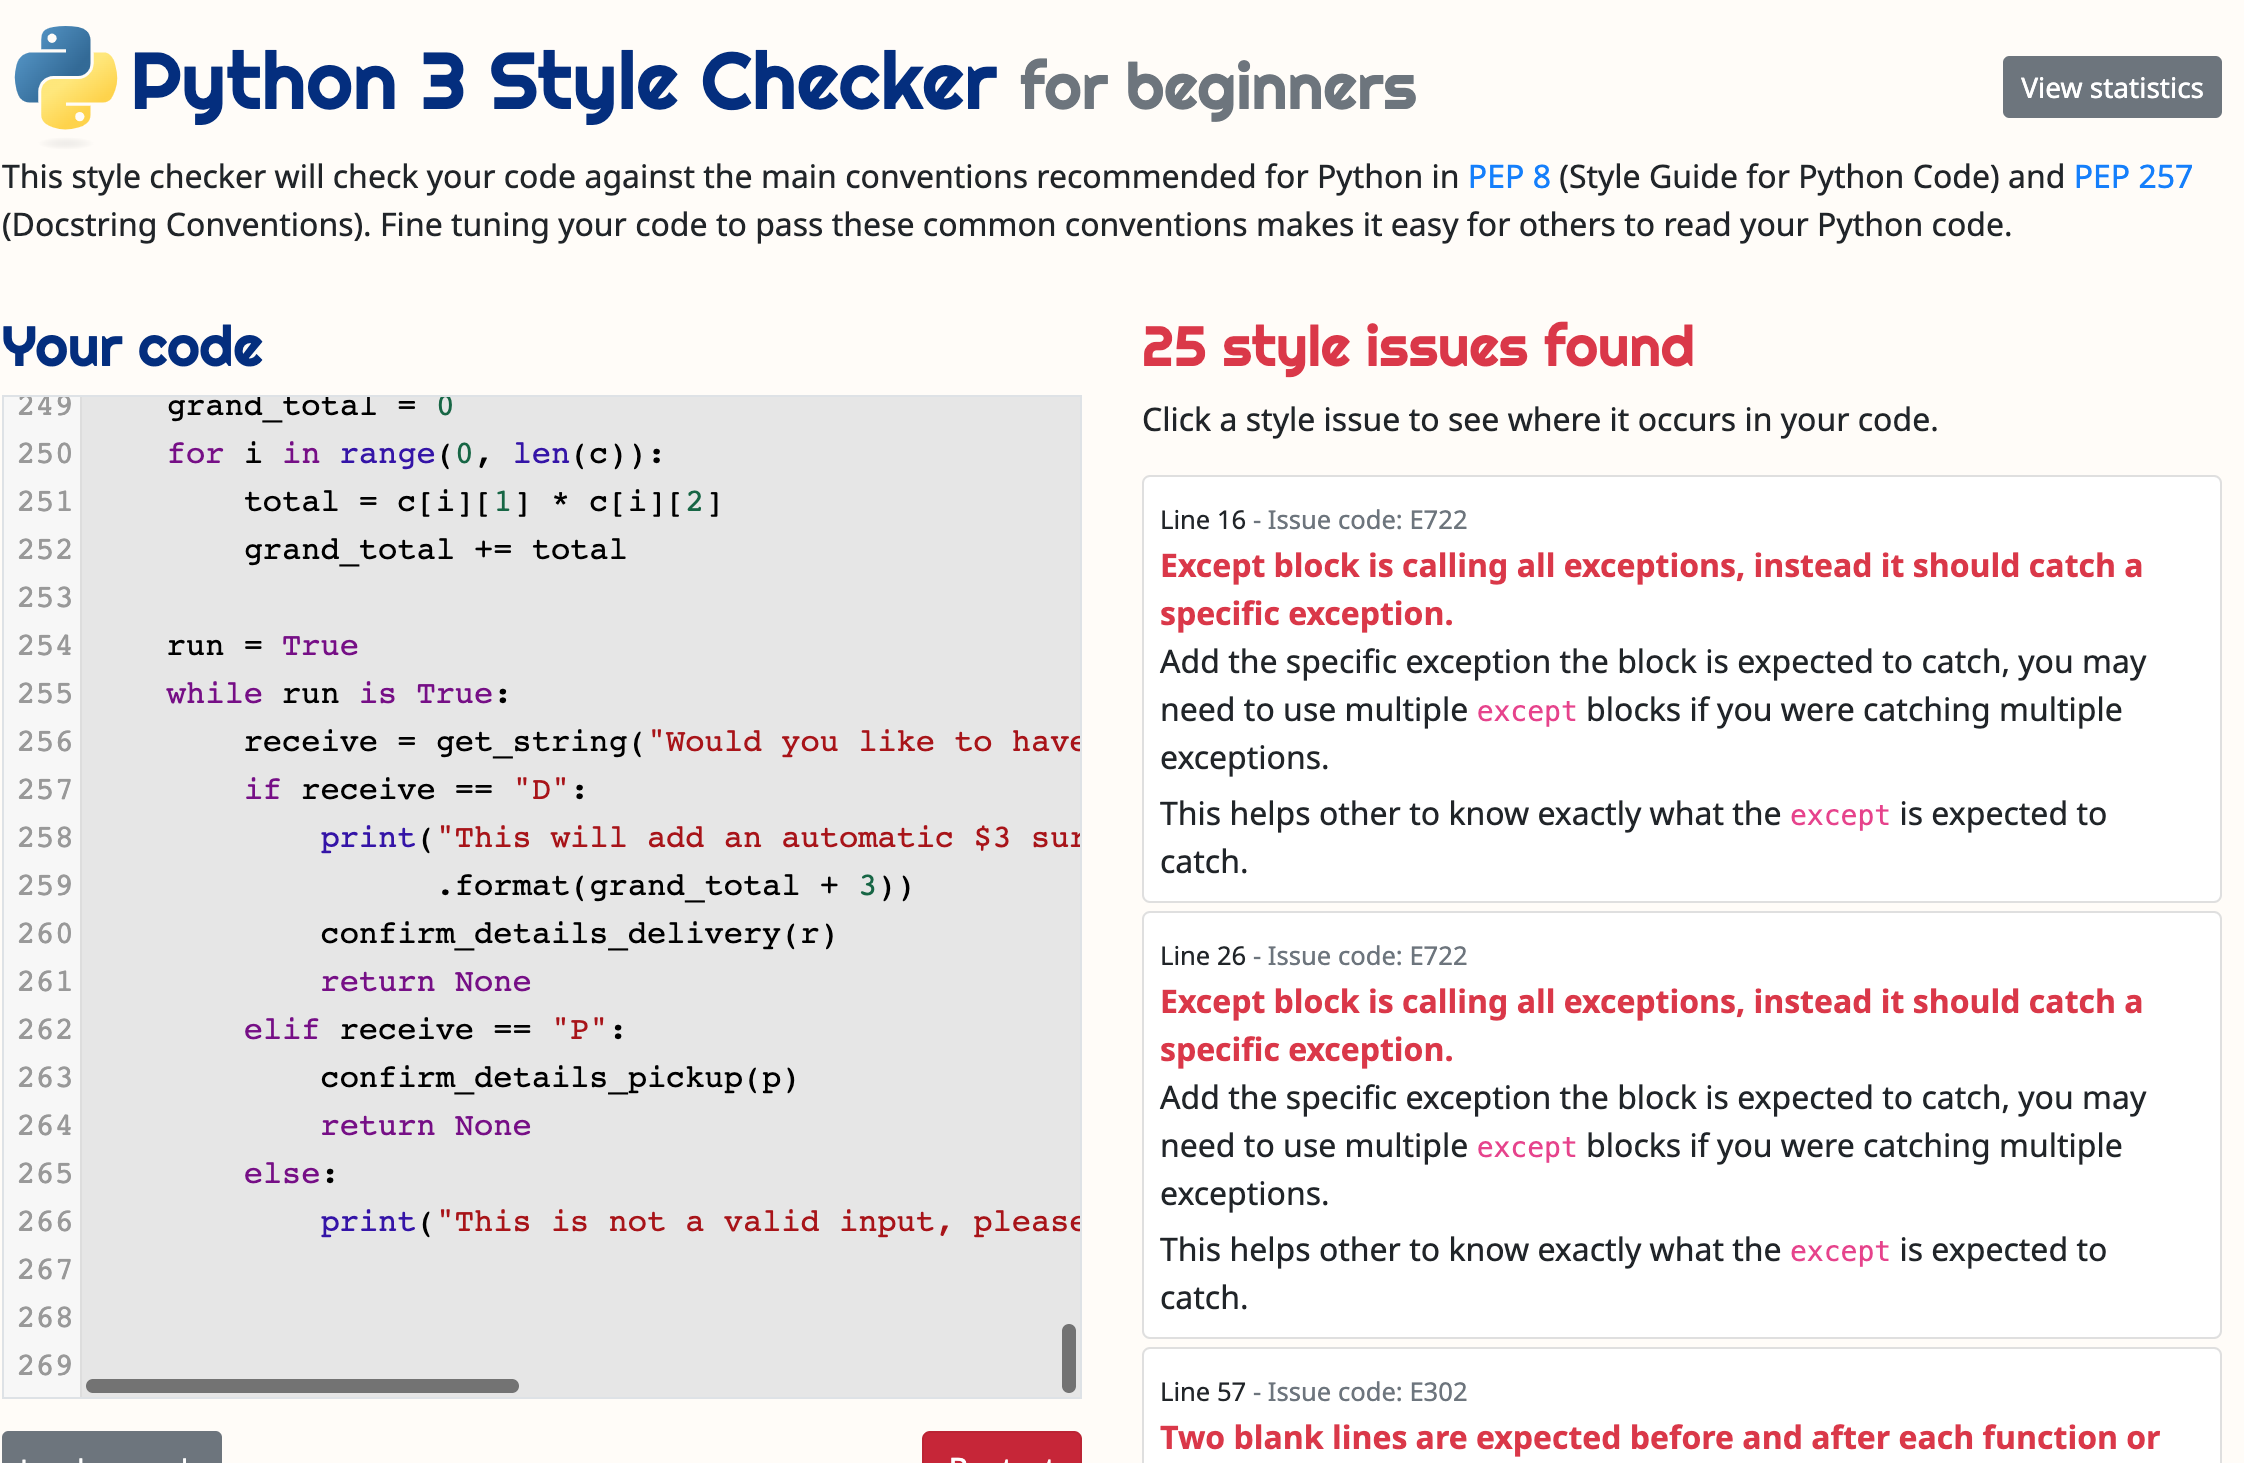 Python 3 Style Checker for beginners
View statistics
This style checker will check your code against the main conventions recommended for Python in PEP 8 (Style Guide for Python Code) and PEP 257
(Docstring Conventions). Fine tuning your code to pass these common conventions makes it easy for others to read your Python code.
Your code
249 grand_total = 0
250 for i in range(0, len(c)):
251 total = c[i][1] * c[i][2]
252 grand_total += total
253
254 run = True
255 while run is True:
256 receive = get_string("Would you like to have
257 if receive == "D":
258 print("This will add an automatic $3 sur
259 .format(grand_total + 3))
260 confirm_details_delivery(r)
261 return None
262 elif receive == "P":
263 confirm_details_pickup(p)
264 return None
265 else:
266 print("This is not a valid input, please
267
268
269
25 style issues found
Click a style issue to see where it occurs in your code.
Line 16 - Issue code: E722
Except block is calling all exceptions, instead it should catch a
specific exception.
Add the specific exception the block is expected to catch, you may
need to use multiple except blocks if you were catching multiple
exceptions.
This helps other to know exactly what the except is expected to
catch.
Line 26 - Issue code: E722
Except block is calling all exceptions, instead it should catch a
specific exception.
Add the specific exception the block is expected to catch, you may
need to use multiple except blocks if you were catching multiple
exceptions.
This helps other to know exactly what the except is expected to
catch.
Line 57 - Issue code: E302
Two blank lines are expected before and after each function or